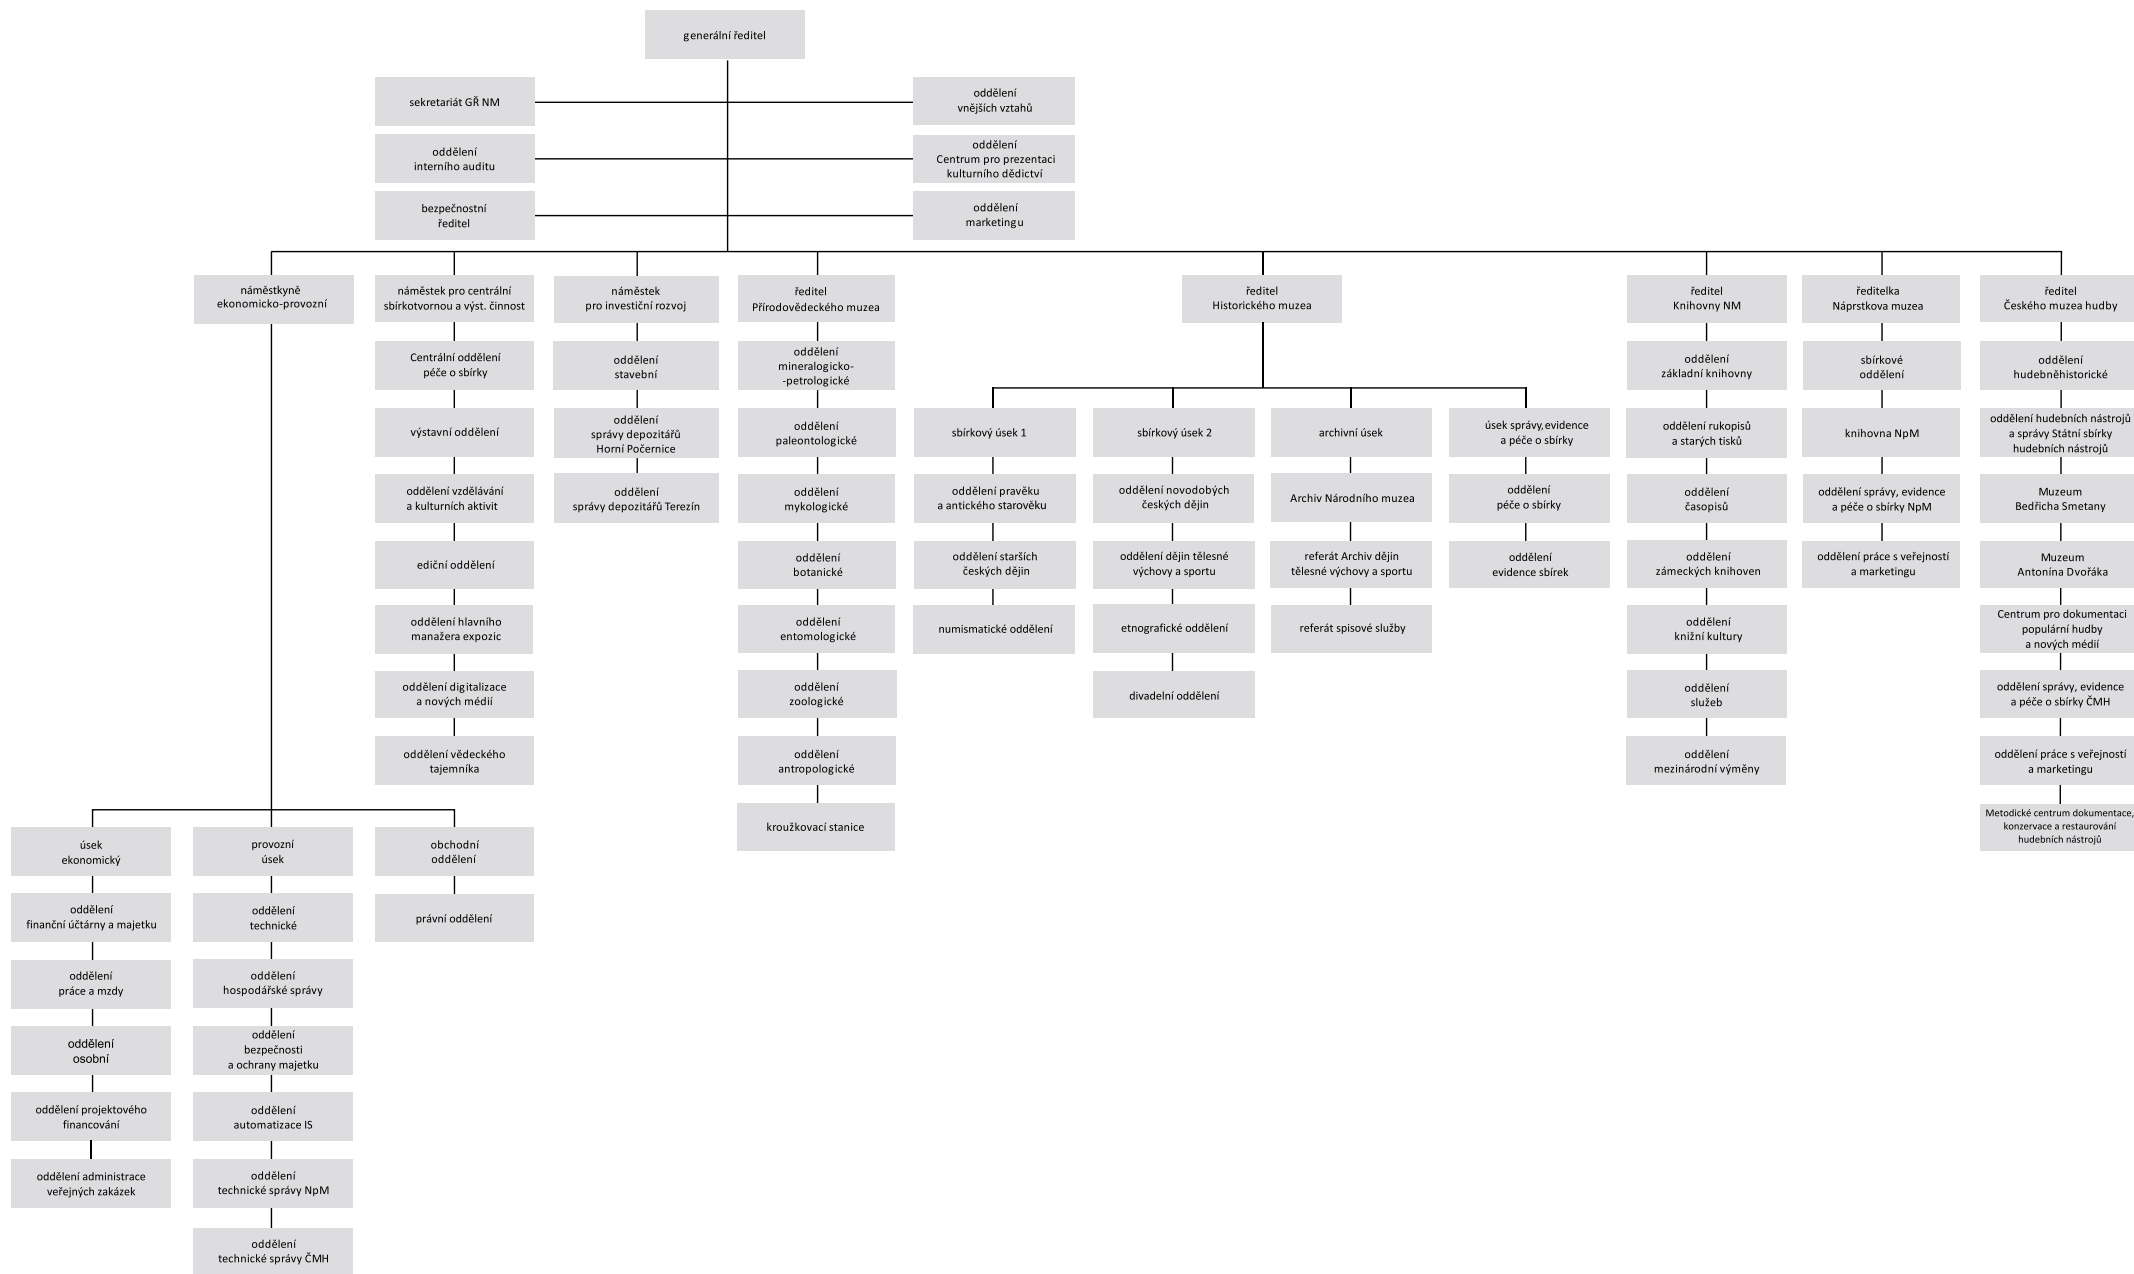 generální ředitel
sekretariát GŘ NM
oddělení
vnějších vztahů
oddělení
interního auditu
oddělení
Centrum pro prezentaci
kulturního dědictví
bezpečnostní
ředitel
oddělení
marketingu
náměstkyně
ekonomicko-provozní
náměstek pro centrální
sbírkotvornou a výst. činnost
náměstek
pro investiční rozvoj
ředitel
Přírodovědeckého muzea
ředitel
Historického muzea
ředitel
Knihovny NM
ředitelka
Náprstkova muzea
ředitel
Českého muzea hudby
Centrální oddělení
péče o sbírky
výstavní oddělení
oddělení vzdělávání
a kulturních aktivit
ediční oddělení
oddělení hlavního
manažera expozic
oddělení digitalizace
a nových médií
oddělení vědeckého
tajemníka
oddělení
stavební
oddělení
správy depozitářů
Horní Počernice
oddělení
správy depozitářů Terezín
oddělení
mineralogicko-
-petrologické
oddělení
paleontologické
oddělení
mykologické
oddělení
botanické
oddělení
entomologické
oddělení
zoologické
oddělení
antropologické
kroužkovací stanice
sbírkový úsek 1
oddělení pravěku
a antického starověku
oddělení starších
českých dějin
numismatické oddělení
sbírkový úsek 2
oddělení novodobých
českých dějin
oddělení dějin tělesné
výchovy a sportu
etnografické oddělení
divadelní oddělení
archivní úsek
Archiv Národního muzea
referát Archiv dějin
tělesné výchovy a sportu
referát spisové služby
úsek správy,evidence
a péče o sbírky
oddělení
péče o sbírky
oddělení
evidence sbírek
oddělení
základní knihovny
oddělení rukopisů
a starých tisků
oddělení
časopisů
oddělení
zámeckých knihoven
oddělení
knižní kultury
oddělení
služeb
oddělení
mezinárodní výměny
sbírkové
oddělení
knihovna NpM
oddělení správy, evidence
a péče o sbírky NpM
oddělení práce s veřejností
a marketingu
oddělení
hudebněhistorické
oddělení hudebních nástrojů
a správy Státní sbírky
hudebních nástrojů
Muzeum
Bedřicha Smetany
Muzeum
Antonína Dvořáka
Centrum pro dokumentaci
populární hudby
a nových médií
oddělení správy, evidence
a péče o sbírky ČMH
oddělení práce s veřejností
a marketingu
Metodické centrum dokumentace,
konzervace a restaurování
hudebních nástrojů
úsek
ekonomický
oddělení
finanční účtárny a majetku
oddělení
práce a mzdy
oddělení
osobní
oddělení projektového
financování
oddělení administrace
veřejných zakázek
provozní
úsek
oddělení
technické
oddělení
hospodářské správy
oddělení
bezpečnosti
a ochrany majetku
oddělení
automatizace IS
oddělení
technické správy NpM
oddělení
technické správy ČMH
obchodní
oddělení
právní oddělení